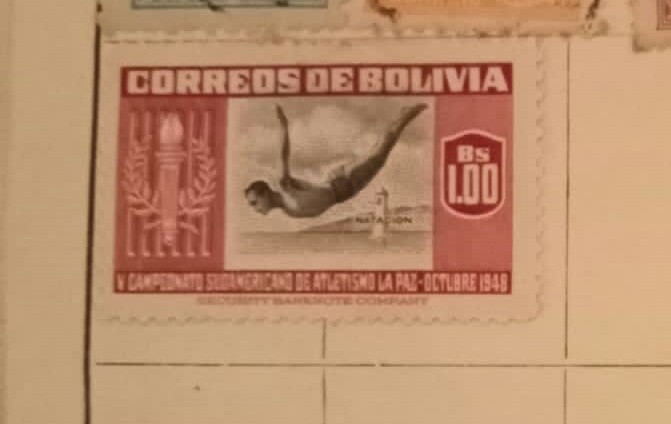 CORREOS DE BOLIVIA
Bs
1.00
NATACION
V CAMPEONATO SUDAMERICANO DE ATLETISMO LA PAZ-OCTUBRE 1948
SECURITY BANKNOTE COMPANY